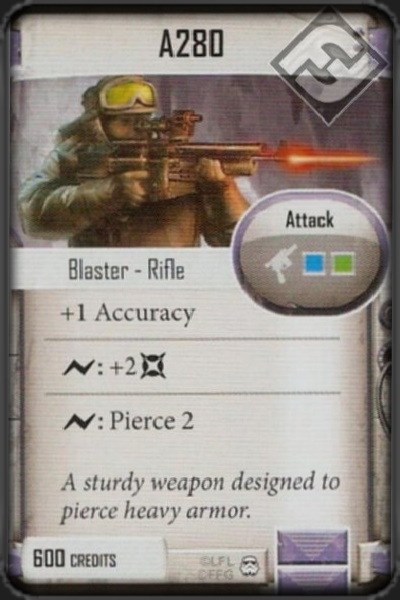 A280
Attack
Blaster - Rifle
+1 Accuracy
: +2
: Pierce 2
A sturdy weapon designed to
pierce heavy armor.
600 CREDITS
©LFL
©FFG